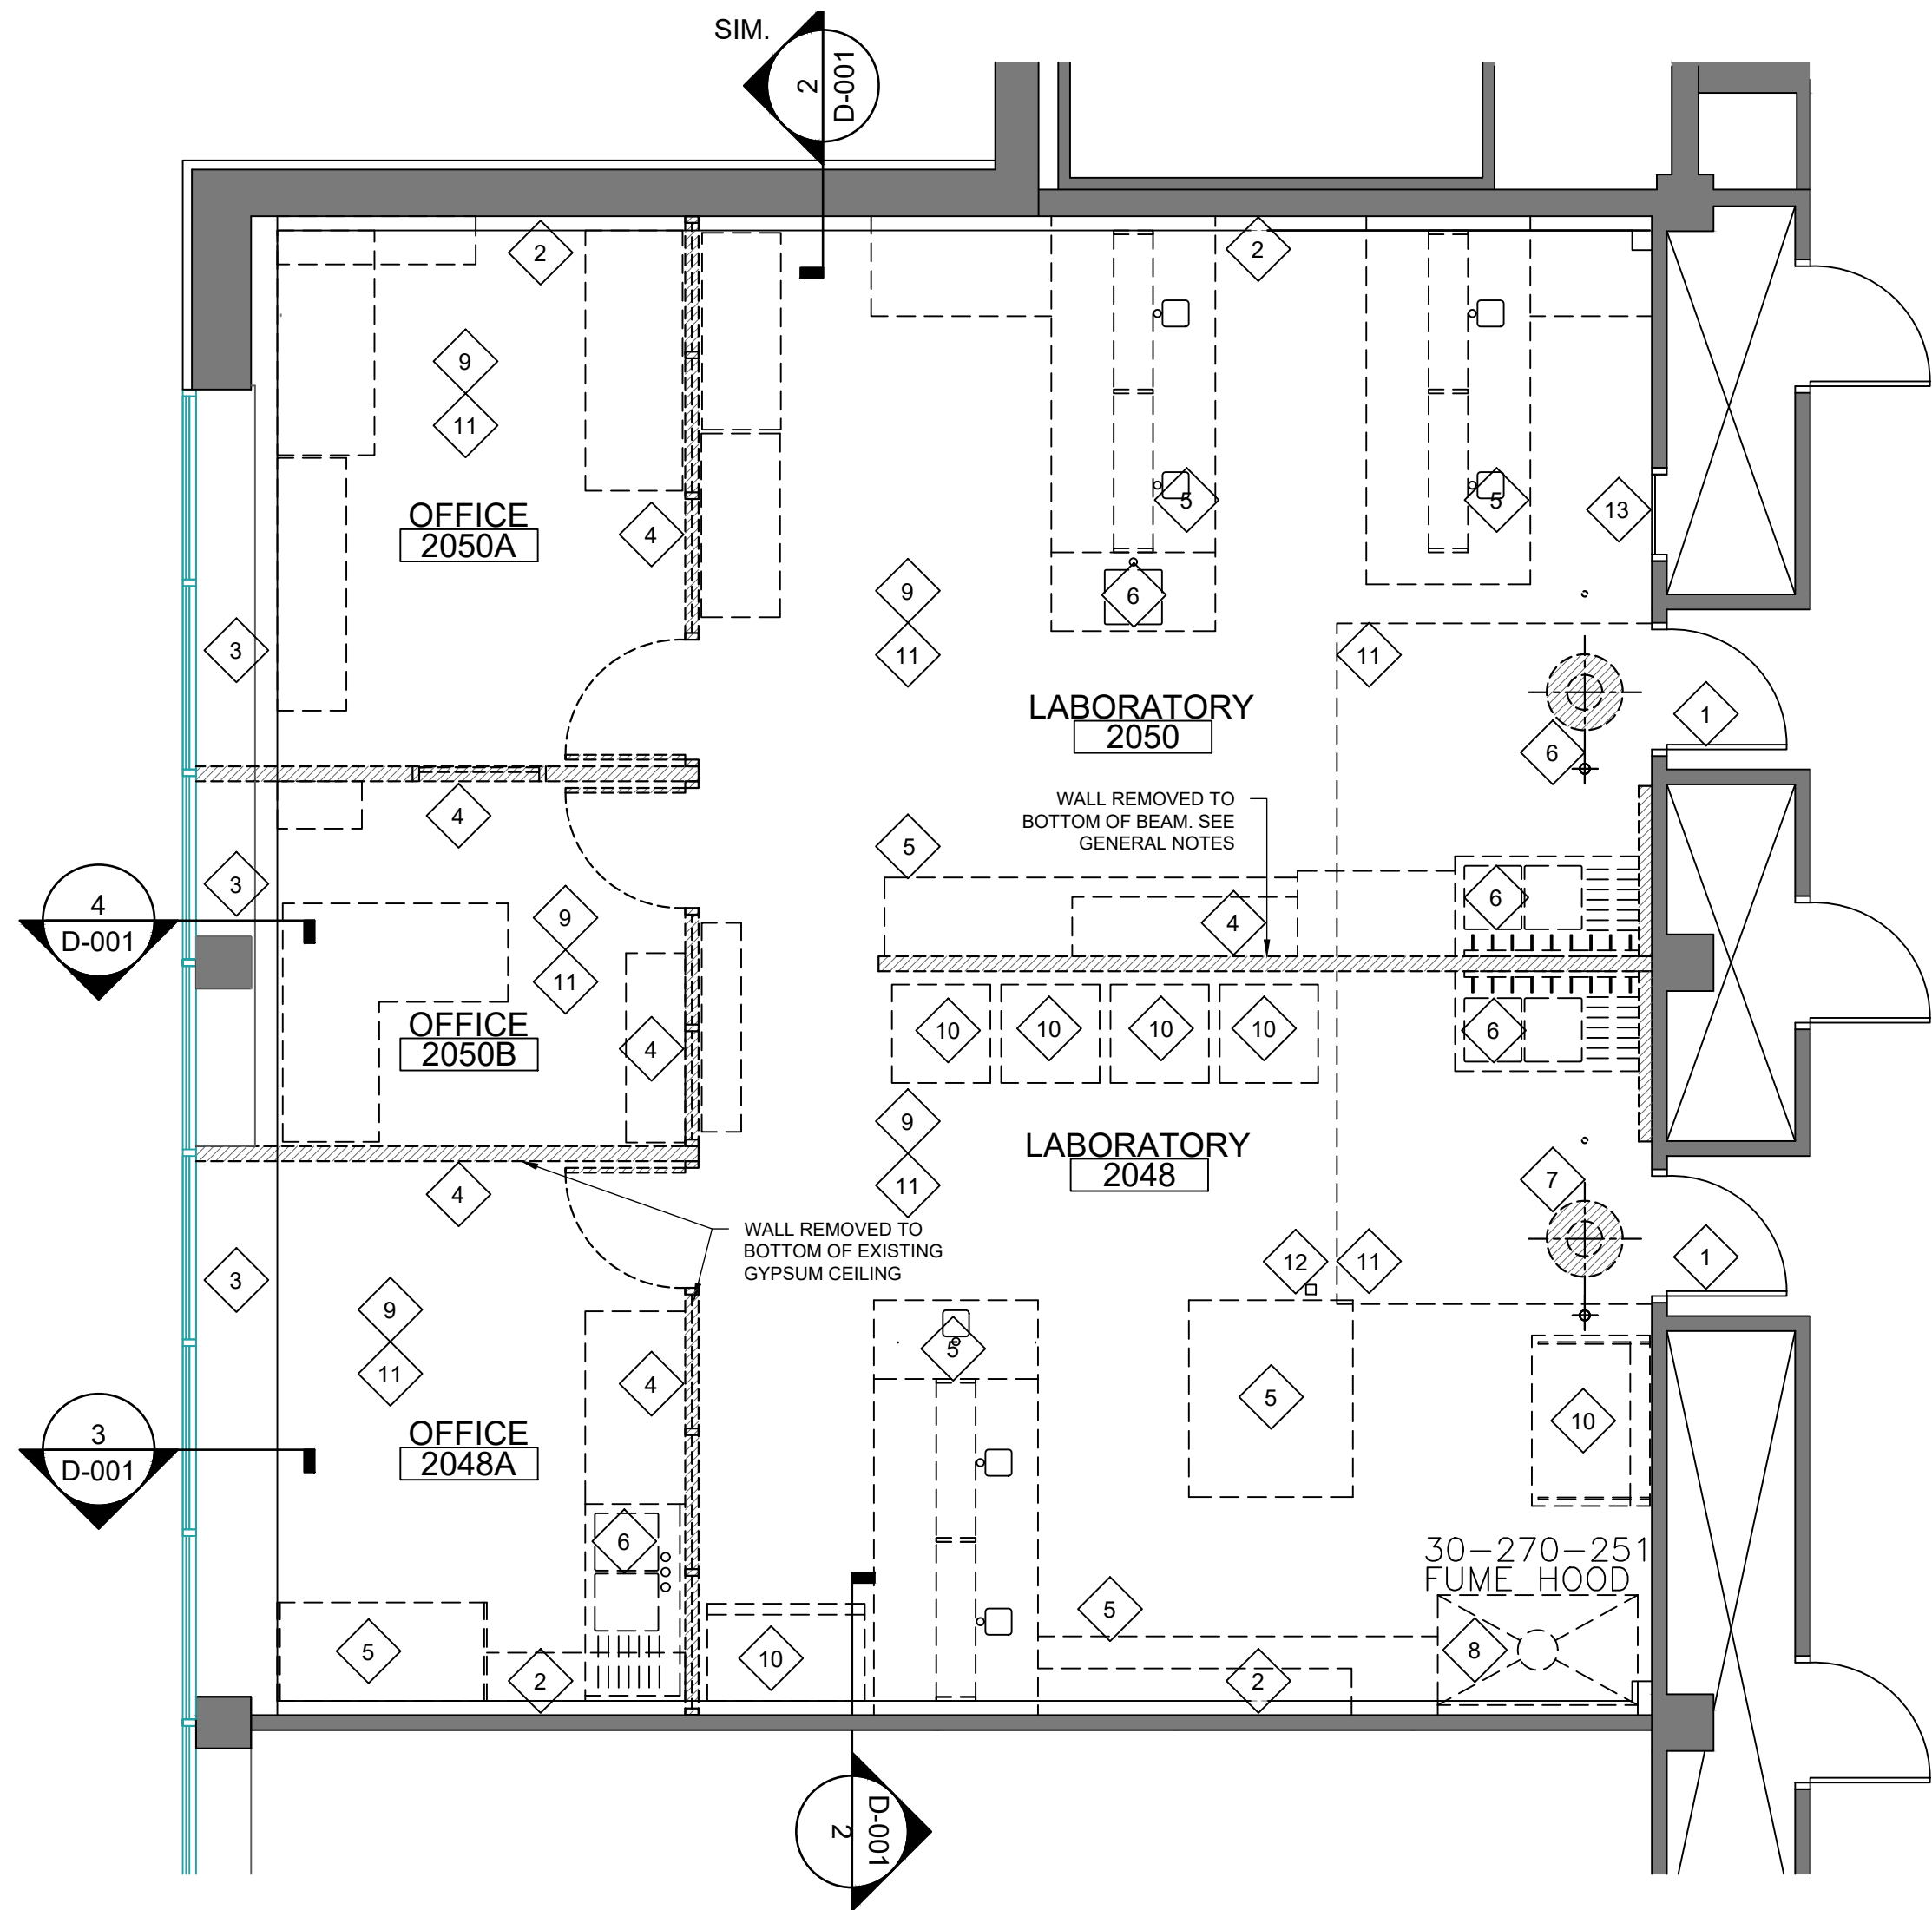 SIM.
2
D-001
2
2
9
11
9
11
OFFICE
2050A
4
5
5
13
6
9
11
11
3
LABORATORY
2050
1
6
4
WALL REMOVED TO
BOTTOM OF BEAM. SEE
GENERAL NOTES
5
3
4
D-001
9
11
4
6
OFFICE
2050B
4
10
10
10
10
6
9
11
LABORATORY
2048
7
4
WALL REMOVED TO
BOTTOM OF EXISTING
GYPSUM CEILING
3
12
11
1
9
11
4
5
5
10
OFFICE
2048A
3
D-001
6
30-270-251
FUME HOOD
5
5
10
8
2
2
2
D-001